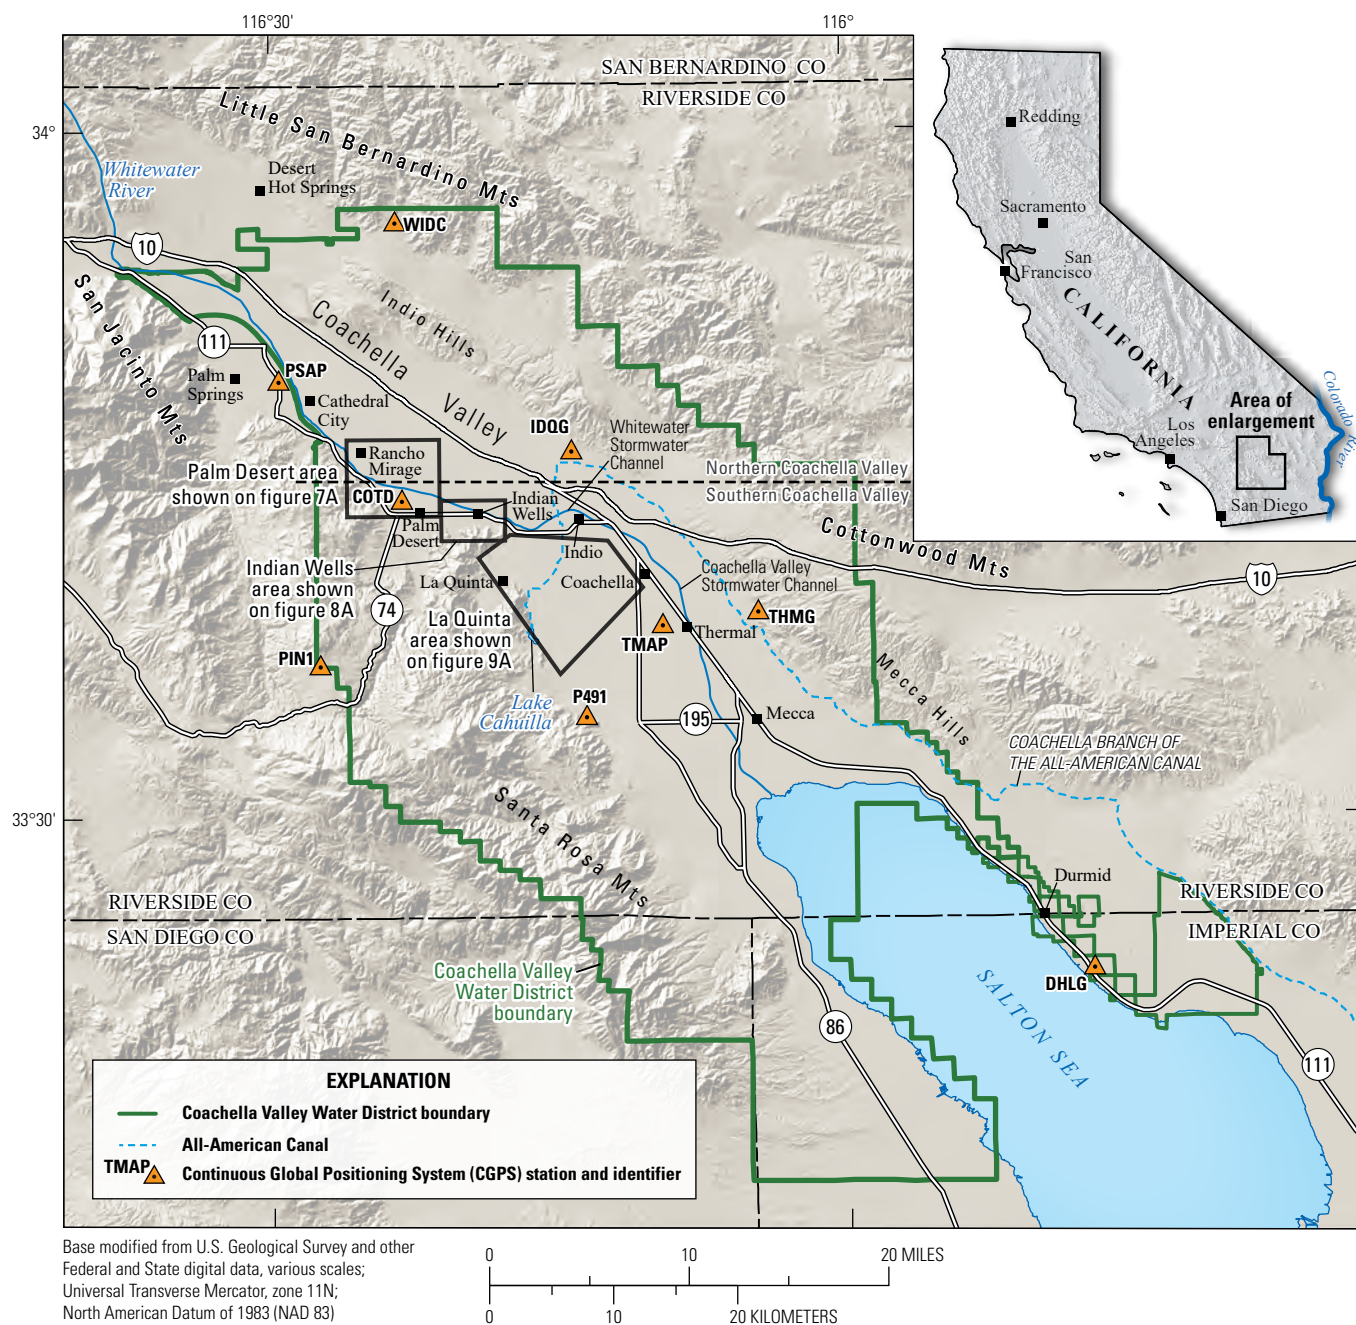 116°30'
116°
SAN BERNARDINO CO
RIVERSIDE CO
34°
Little San Bernardino Mts
Whitewater
River
Desert
Hot Springs
WIDC
10
San Jacinto Mts
Coachella
Valley
Indio Hills
111
PSAP
Palm
Springs
Cathedral
City
IDQG
Whitewater
Stormwater
Channel
Rancho
Mirage
Northern Coachella Valley
Southern Coachella Valley
Palm Desert area
shown on figure 7A
COTD
Palm
Desert
Indian
Wells
Indio
Cottonwood Mts
Indian Wells
area shown
on figure 8A
La Quinta
Coachella
Coachella Valley
Stormwater Channel
10
74
La Quinta
area shown
on figure 9A
THMG
TMAP
Thermal
PIN1
Mecca Hills
P491
Lake
Cahuilla
195
Mecca
COACHELLA BRANCH OF
THE ALL-AMERICAN CANAL
Santa Rosa Mts
33°30'
Durmid
RIVERSIDE CO
SAN DIEGO CO
RIVERSIDE CO
IMPERIAL CO
Coachella Valley
Water District
boundary
DHLG
SALTON SEA
86
111
Redding
Sacramento
San
Francisco
CALIFORNIA
Los
Angeles
Area of
enlargement
San Diego
Colorado River
EXPLANATION
Coachella Valley Water District boundary
All-American Canal
TMAP
Continuous Global Positioning System (CGPS) station and identifier
Base modified from U.S. Geological Survey and other
Federal and State digital data, various scales;
Universal Transverse Mercator, zone 11N;
North American Datum of 1983 (NAD 83)
0 10 20 MILES
0 10 20 KILOMETERS